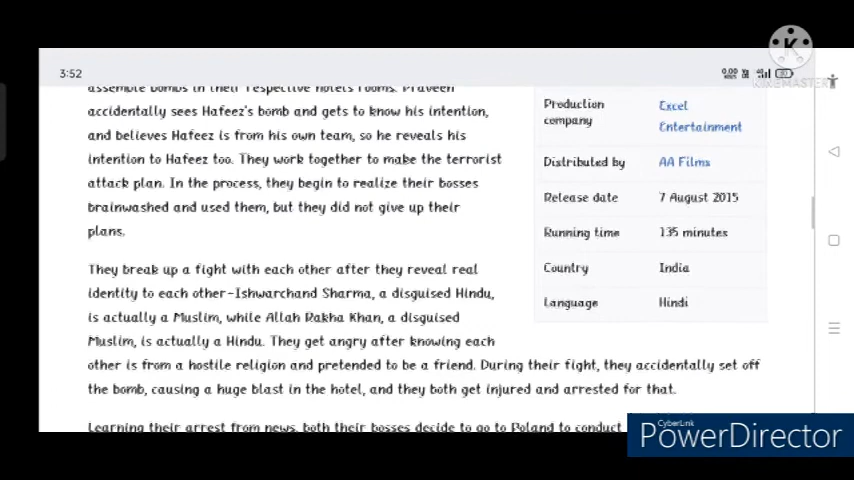 3:52
KINEMASTER
assemble bombs in their respective hotels rooms. Praveen
accidentally sees Hafeez's bomb and gets to know his intention,
and believes Hafeez is from his own team, so he reveals his
intention to Hafeez too. They work together to make the terrorist
attack plan. In the process, they begin to realize their bosses
brainwashed and used them, but they did not give up their
plans.
They break up a fight with each other after they reveal real
identity to each other-Ishwarchand Sharma, a disguised Hindu,
is actually a Muslim, while Allah Rakha Khan, a disguised
Muslim, is actually a Hindu. They get angry after knowing each
other is from a hostile religion and pretended to be a friend. During their fight, they accidentally set off
the bomb, causing a huge blast in the hotel, and they both get injured and arrested for that.
Learning their arrest from news, both their bosses decide to go to Poland to conduct
Production company Excel Entertainment
Distributed by AA Films
Release date 7 August 2015
Running time 135 minutes
Country India
Language Hindi
CyberLink
PowerDirector